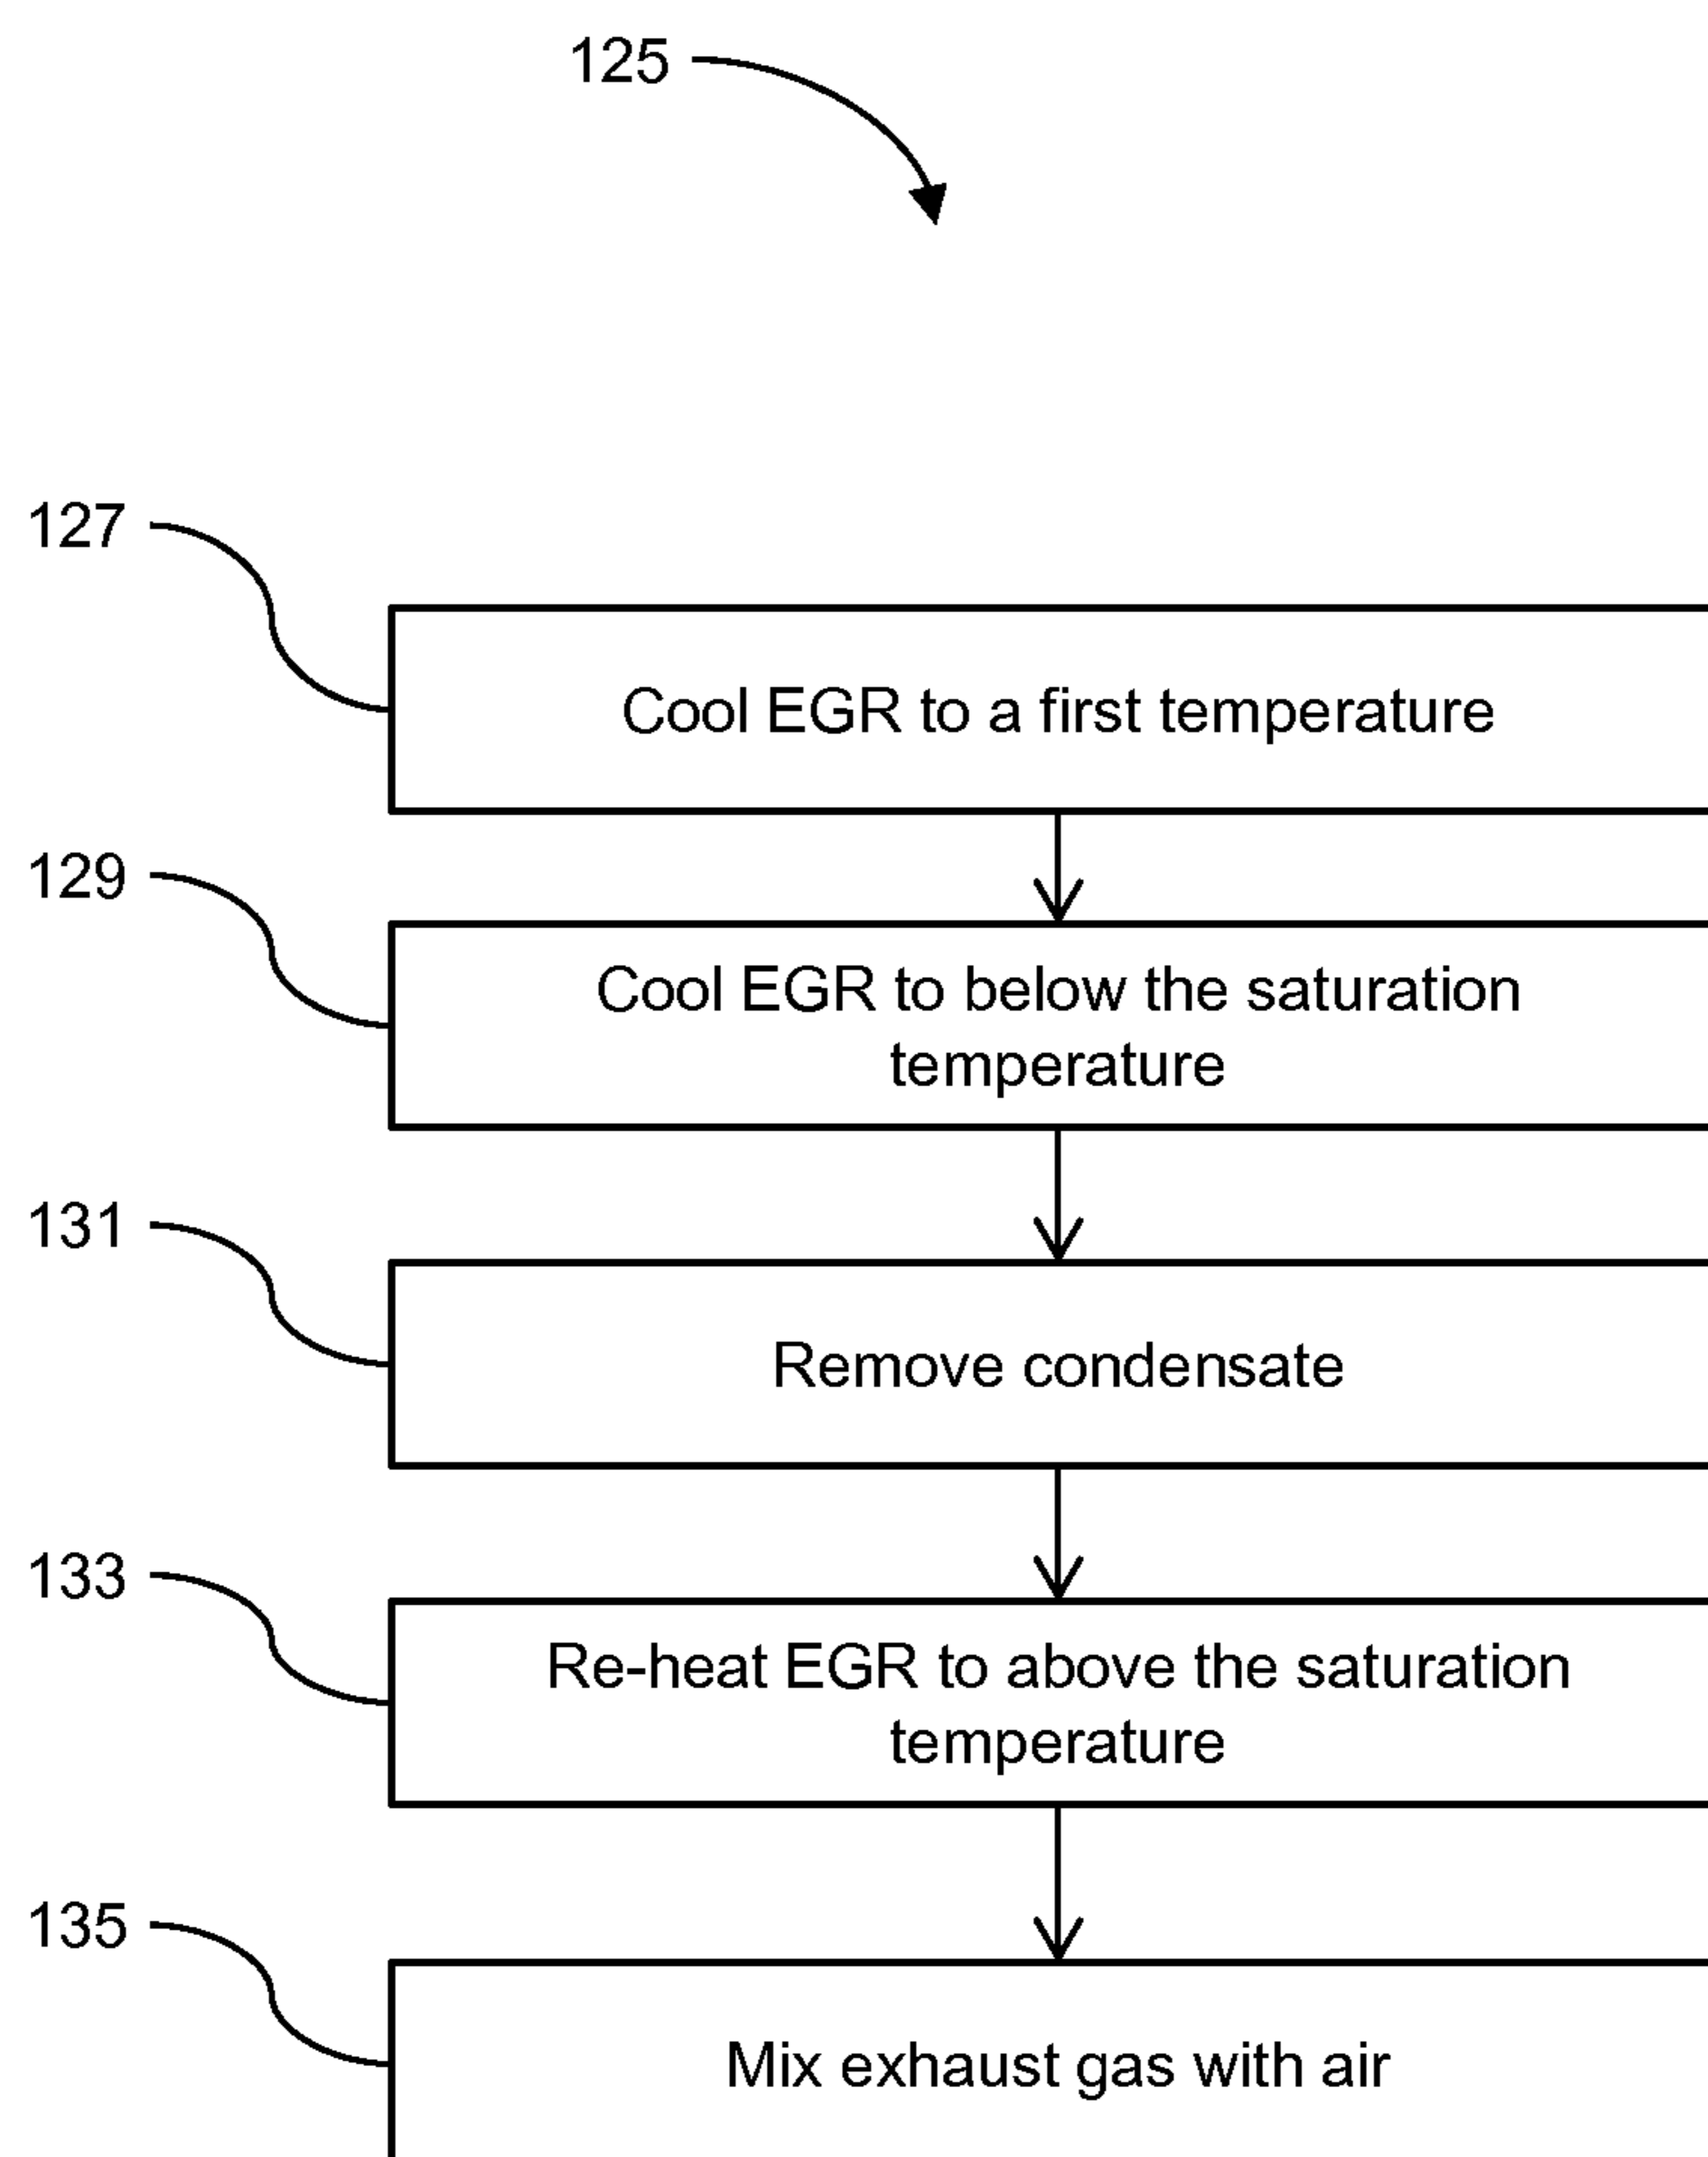 125
127
Cool EGR to a first temperature
129
Cool EGR to below the saturation
temperature
131
Remove condensate
133
Re-heat EGR to above the saturation
temperature
135
Mix exhaust gas with air